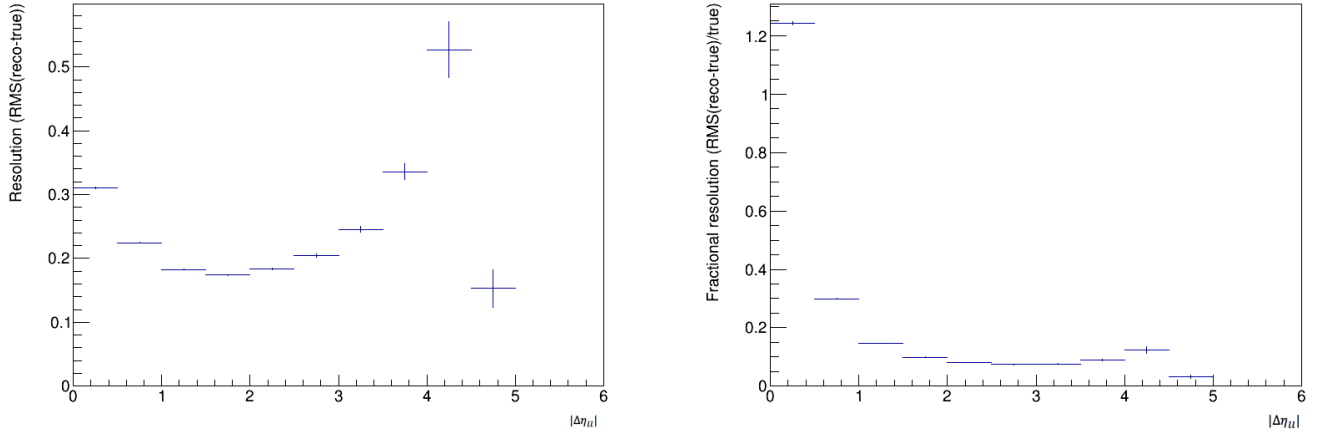 Resolution (RMS(reco-true))
0.5
0.4
0.3
0.2
0.1
0
0 1 2 3 4 5 6
|Δη_ll|
Fractional resolution (RMS(reco-true)/true)
1.2
1
0.8
0.6
0.4
0.2
0
0 1 2 3 4 5 6
|Δη_ll|